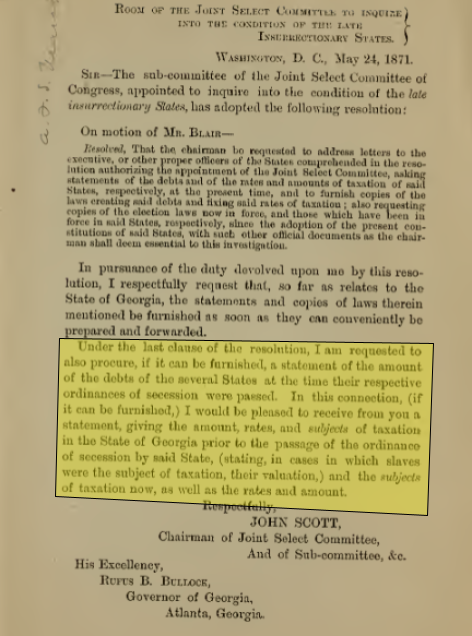 ROOM OF THE JOINT SELECT COMMITTEE TO INQUIRE
INTO THE CONDITION OF THE LATE
INSURRECTIONARY STATES.
WASHINGTON, D. C., May 24, 1871.
SIR—The sub-committee of the Joint Select Committee of
Congress, appointed to inquire into the condition of the late
insurrectionary States, has adopted the following resolution:
On motion of MR. BLAIR—
Resolved, That the chairman be requested to address letters to the
executive, or other proper officers of the States comprehended in the reso-
lution authorizing the appointment of the Joint Select Committee, asking
statements of the debts and of the rates and amounts of taxation of said
States, respectively, at the present time, and to furnish copies of the
laws creating said debts and fixing said rates of taxation; also requesting
copies of the election laws now in force, and those which have been in
force in said States, respectively, since the adoption of the present con-
stitutions of said States, with such other official documents as the chair-
man shall deem essential to this investigation.
In pursuance of the duty devolved upon me by this reso-
lution, I respectfully request that, so far as relates to the
State of Georgia, the statements and copies of laws therein
mentioned be furnished as soon as they can conveniently be
prepared and forwarded.
Under the last clause of the resolution, I am requested to
also procure, if it can be furnished, a statement of the amount
of the debts of the several States at the time their respective
ordinances of secession were passed. In this connection, (if
it can be furnished,) I would be pleased to receive from you a
statement, giving the amount, rates, and subjects of taxation
in the State of Georgia prior to the passage of the ordinance
of secession by said State, (stating, in cases in which slaves
were the subject of taxation, their valuation,) and the subjects
of taxation now, as well as the rates and amount.
Respectfully,
JOHN SCOTT,
Chairman of Joint Select Committee,
And of Sub-committee, &c.
His Excellency,
RUFUS B. BULLOCK,
Governor of Georgia,
Atlanta, Georgia.